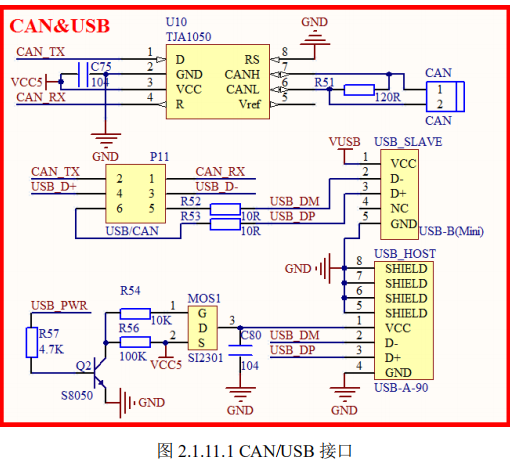 CAN&USB
U10
TJA1050
GND
CAN_TX 1 D RS 8
C75 2 GND CANH 7 CAN
VCC5 104 3 VCC CANL 6 R51 1
CAN_RX 4 R Vref 5 120R 2
CAN
GND
VUSB USB_SLAVE
P11 1 VCC
CAN_TX 2 1 CAN_RX 2 D-
USB_D+ 4 3 USB_D- 3 D+
6 5 R52 USB_DM 4 NC
R53 10R USB_DP 5 GND
USB/CAN 10R USB-B(Mini)
USB_HOST
GND 8 SHIELD
7 SHIELD
6 SHIELD
5 SHIELD
USB_PWR R54 1 G MOS1 3 1 VCC
R57 10K D C80 USB_DM 2 D-
4.7K R56 2 S USB_DP 3 D+
100K VCC5 SI2301 104 4 GND
Q2
S8050 GND GND GND USB-A-90
图 2.1.11.1 CAN/USB 接口